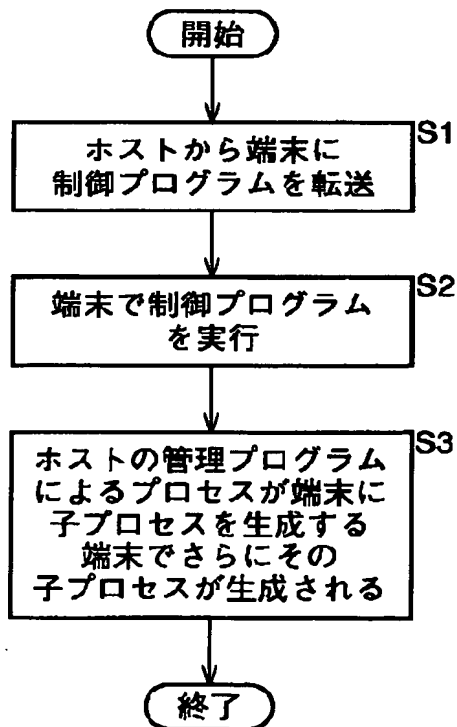 開始
S1
ホストから端末に
制御プログラムを転送
S2
端末で制御プログラム
を実行
S3
ホストの管理プログラム
によるプロセスが端末に
子プロセスを生成する
端末でさらにその
子プロセスが生成される
終了